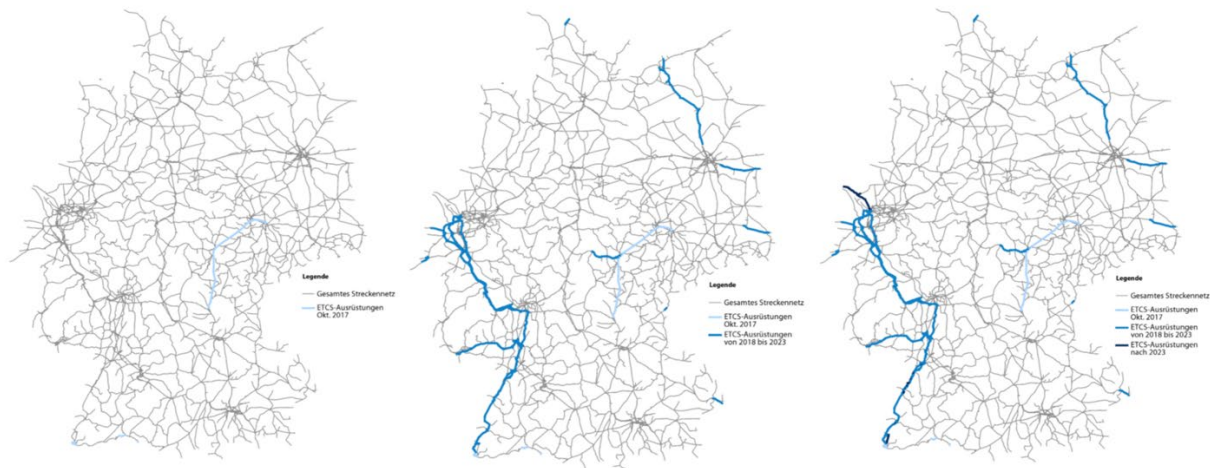 Legende
Gesamtes Streckennetz
ETCS-Ausrüstungen
Okt. 2017
Legende
Gesamtes Streckennetz
ETCS-Ausrüstungen
Okt. 2017
ETCS-Ausrüstungen
von 2018 bis 2023
Legende
Gesamtes Streckennetz
ETCS-Ausrüstungen
Okt. 2017
ETCS-Ausrüstungen
von 2018 bis 2023
ETCS-Ausrüstungen
nach 2023